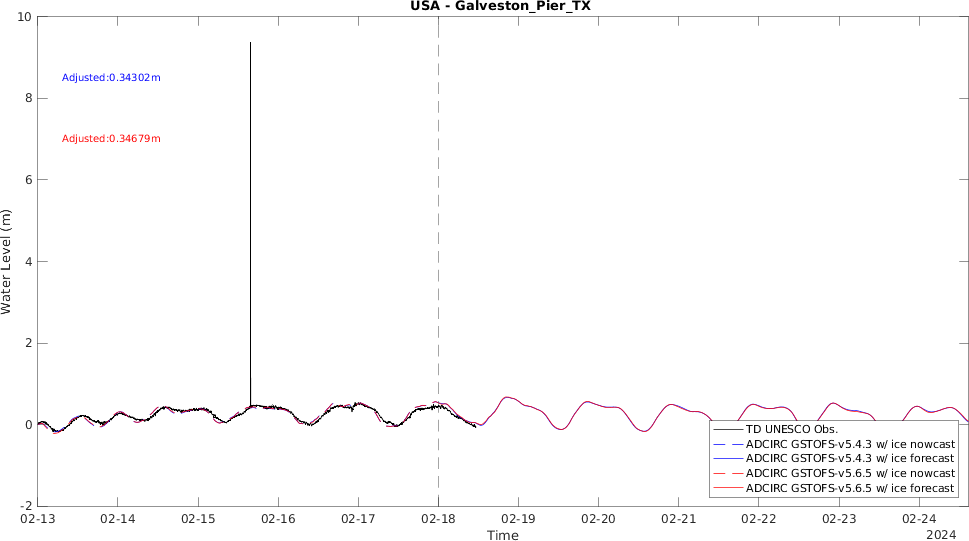 USA - Galveston_Pier_TX
10
8
6
4
2
0
-2
Water Level (m)
Adjusted:0.34302m
Adjusted:0.34679m
TD UNESCO Obs.
ADCIRC GSTOFS-v5.4.3 w/ ice nowcast
ADCIRC GSTOFS-v5.4.3 w/ ice forecast
ADCIRC GSTOFS-v5.6.5 w/ ice nowcast
ADCIRC GSTOFS-v5.6.5 w/ ice forecast
02-13 02-14 02-15 02-16 02-17 02-18 02-19 02-20 02-21 02-22 02-23 02-24
Time
2024